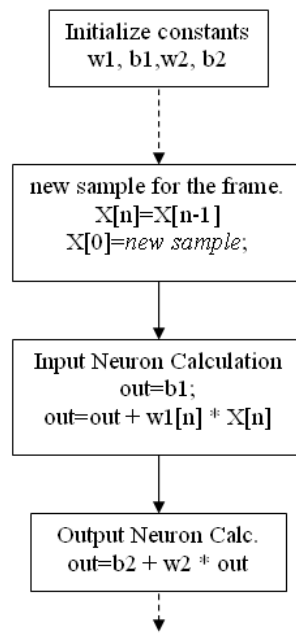 Initialize constants
w1, b1,w2, b2
new sample for the frame.
X[n]=X[n-1]
X[0]=new sample;
Input Neuron Calculation
out=b1;
out=out + w1[n] * X[n]
Output Neuron Calc.
out=b2 + w2 * out